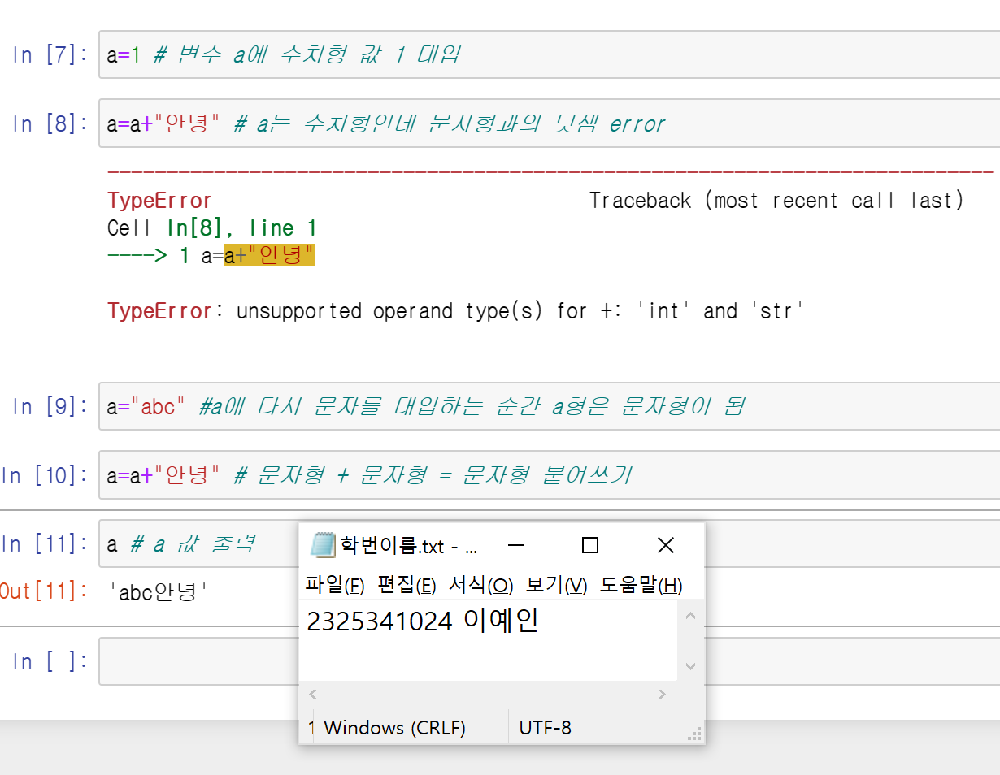 In [7]: a=1 # 변수 a에 수치형 값 1 대입
In [8]: a=a+"안녕" # a는 수치형인데 문자형과의 덧셈 error
---------------------------------------------------------------------------
TypeError Traceback (most recent call last)
Cell In[8], line 1
----> 1 a=a+"안녕"
TypeError: unsupported operand type(s) for +: 'int' and 'str'
In [9]: a="abc" #a에 다시 문자를 대입하는 순간 a형은 문자형이 됨
In [10]: a=a+"안녕" # 문자형 + 문자형 = 문자형 붙여쓰기
In [11]: a # a 값 출력
Out[11]: 'abc안녕'
In [ ]:
학번이름.txt - ...
파일(F) 편집(E) 서식(O) 보기(V) 도움말(H)
2325341024 이예인
1 Windows (CRLF) UTF-8